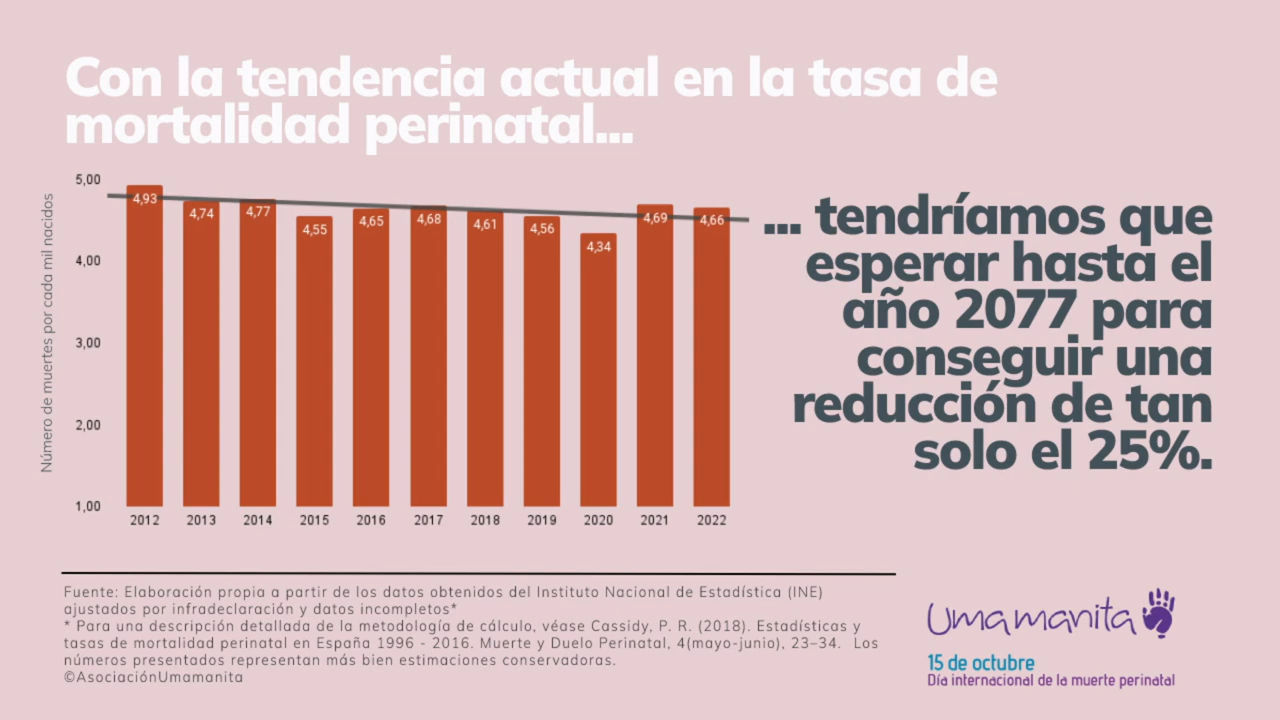 Con la tendencia actual en la tasa de
mortalidad perinatal...
Número de muertes por cada mil nacidos
5,00
4,00
3,00
2,00
1,00
4,93
4,74
4,77
4,55
4,65
4,68
4,61
4,56
4,34
4,69
4,66
2012
2013
2014
2015
2016
2017
2018
2019
2020
2021
2022
... tendríamos que
esperar hasta el
año 2077 para
conseguir una
reducción de tan
solo el 25%.
Fuente: Elaboración propia a partir de los datos obtenidos del Instituto Nacional de Estadística (INE)
ajustados por infradeclaración y datos incompletos*
* Para una descripción detallada de la metodología de cálculo, véase Cassidy, P. R. (2018). Estadísticas y
tasas de mortalidad perinatal en España 1996 - 2016. Muerte y Duelo Perinatal, 4(mayo-junio), 23–34. Los
números presentados representan más bien estimaciones conservadoras.
©AsociaciónUmamanita
Umamanita
15 de octubre
Día internacional de la muerte perinatal